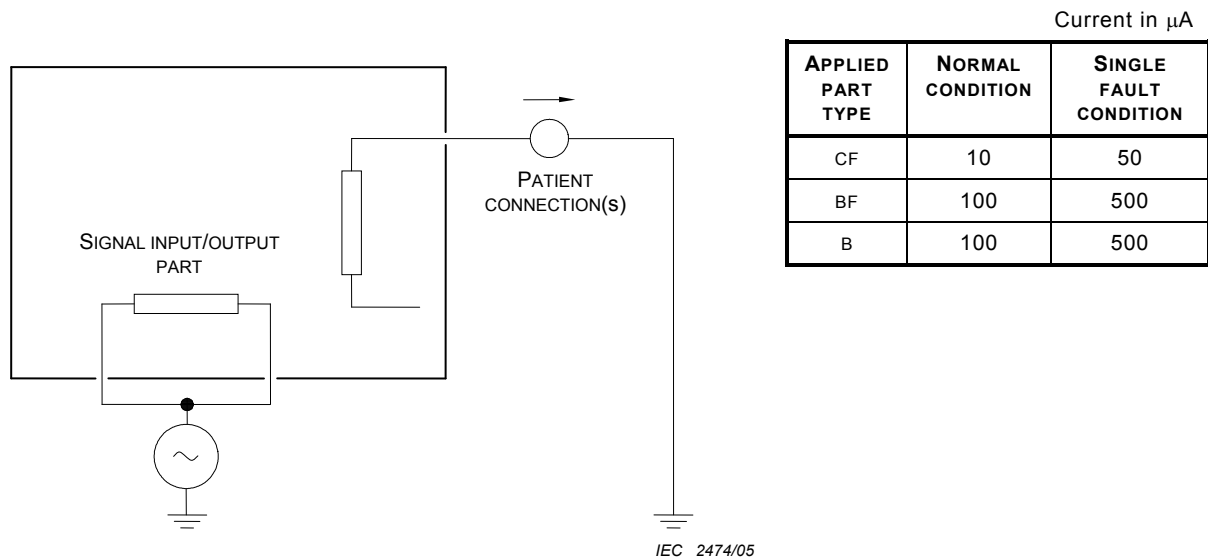 Current in μA
APPLIED PART TYPE
NORMAL CONDITION
SINGLE FAULT CONDITION
CF 10 50
BF 100 500
B 100 500
PATIENT
CONNECTION(S)
SIGNAL INPUT/OUTPUT
PART
IEC 2474/05